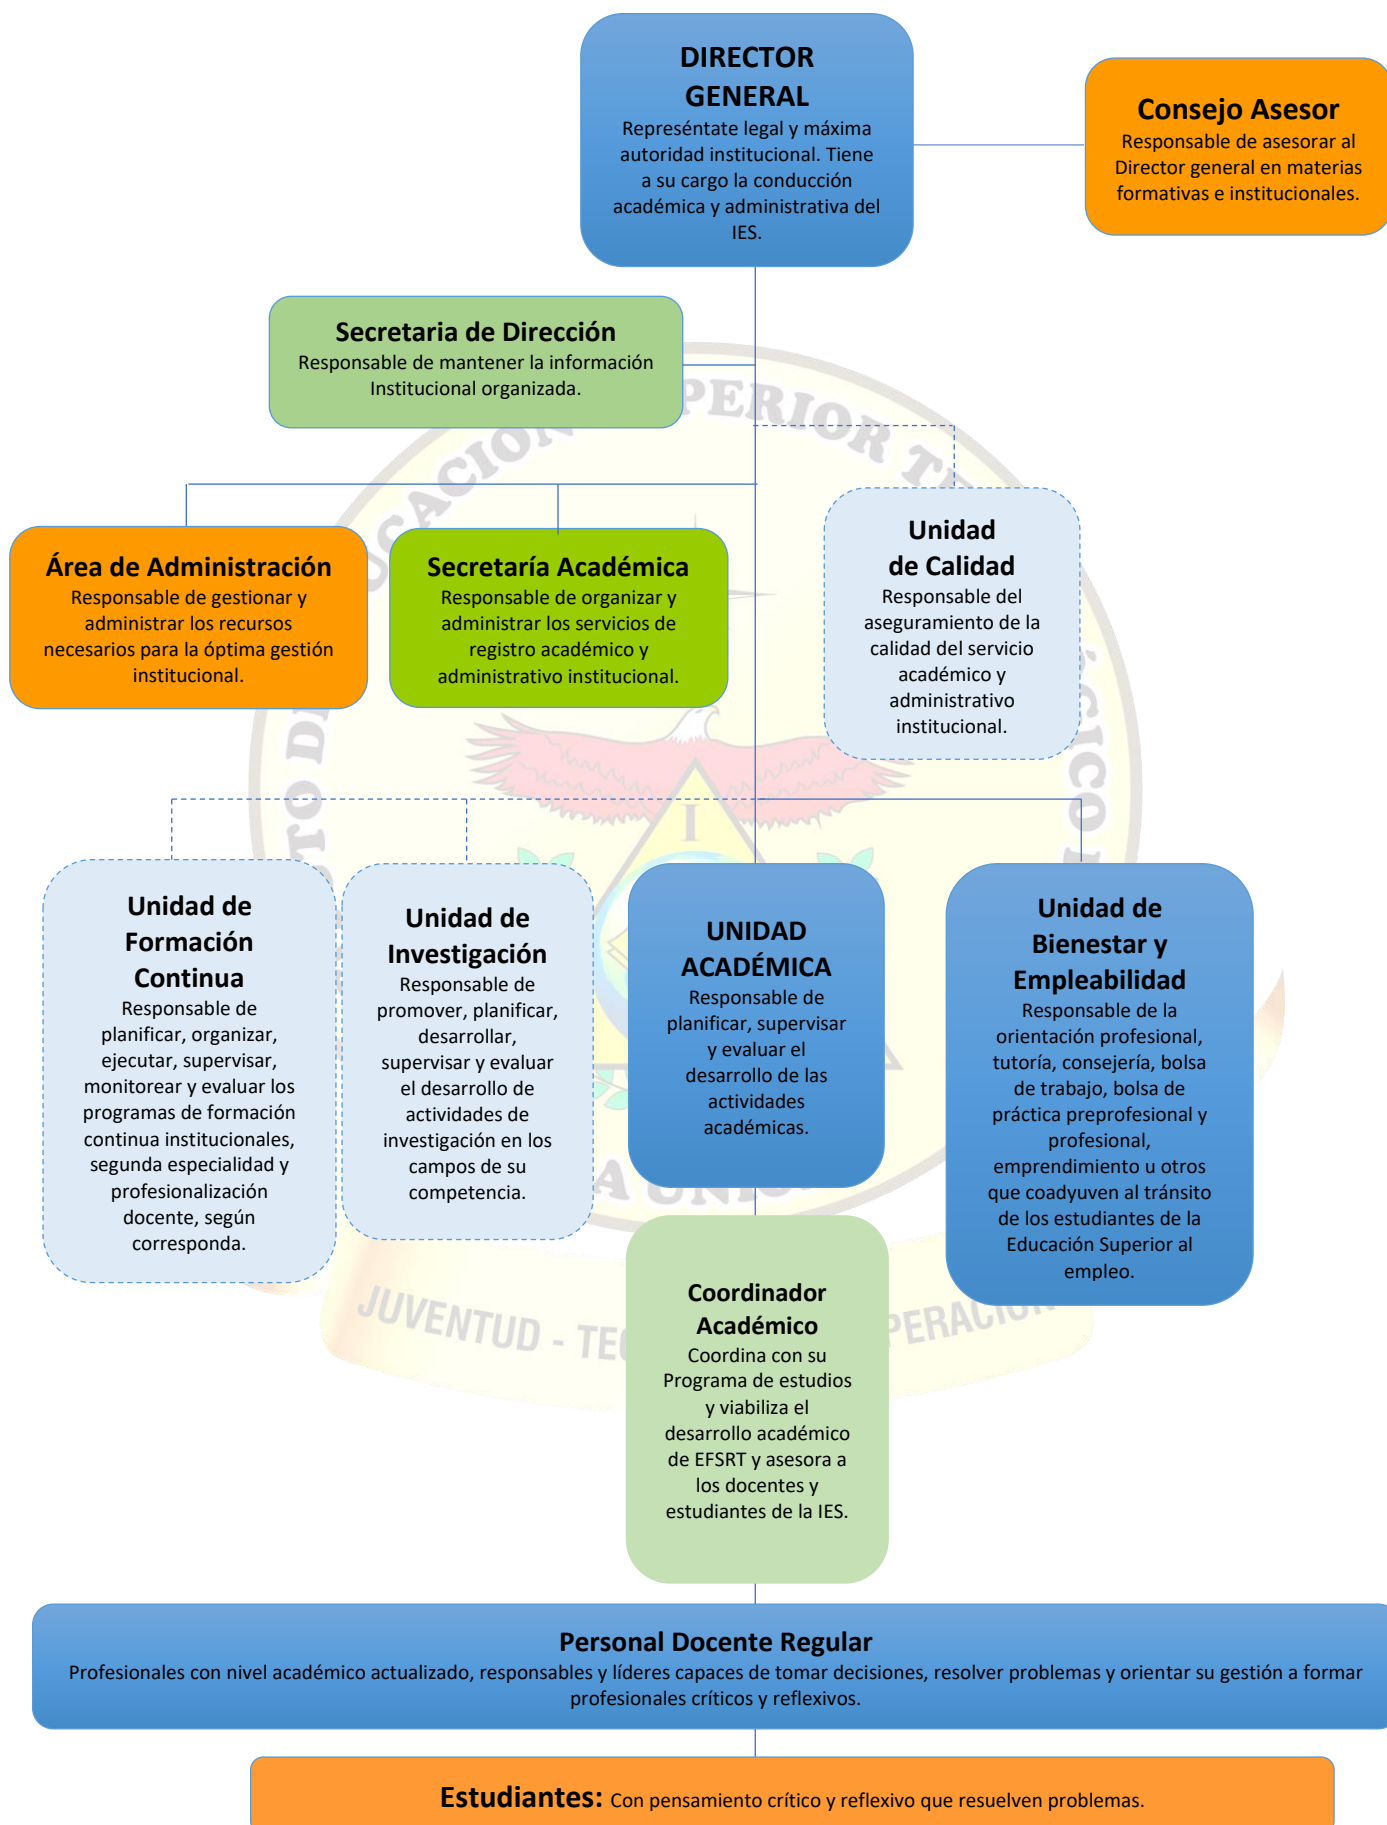 DIRECTOR
GENERAL
Represéntate legal y máxima
autoridad institucional. Tiene
a su cargo la conducción
académica y administrativa del
IES.
Consejo Asesor
Responsable de asesorar al
Director general en materias
formativas e institucionales.
Secretaria de Dirección
Responsable de mantener la información
Institucional organizada.
Área de Administración
Responsable de gestionar y
administrar los recursos
necesarios para la óptima gestión
institucional.
Secretaría Académica
Responsable de organizar y
administrar los servicios de
registro académico y
administrativo institucional.
Unidad
de Calidad
Responsable del
aseguramiento de la
calidad del servicio
académico y
administrativo
institucional.
Unidad de
Formación
Continua
Responsable de
planificar, organizar,
ejecutar, supervisar,
monitorear y evaluar los
programas de formación
continua institucionales,
segunda especialidad y
profesionalización
docente, según
corresponda.
Unidad de
Investigación
Responsable de
promover, planificar,
desarrollar,
supervisar y evaluar
el desarrollo de
actividades de
investigación en los
campos de su
competencia.
UNIDAD
ACADÉMICA
Responsable de
planificar, supervisar
y evaluar el
desarrollo de las
actividades
académicas.
Unidad de
Bienestar y
Empleabilidad
Responsable de la
orientación profesional,
tutoría, consejería, bolsa
de trabajo, bolsa de
práctica preprofesional y
profesional,
emprendimiento u otros
que coadyuven al tránsito
de los estudiantes de la
Educación Superior al
empleo.
Coordinador
Académico
Coordina con su
Programa de estudios
y viabiliza el
desarrollo académico
de EFSRT y asesora a
los docentes y
estudiantes de la IES.
Personal Docente Regular
Profesionales con nivel académico actualizado, responsables y líderes capaces de tomar decisiones, resolver problemas y orientar su gestión a formar
profesionales críticos y reflexivos.
Estudiantes: Con pensamiento crítico y reflexivo que resuelven problemas.
JUVENTUD -